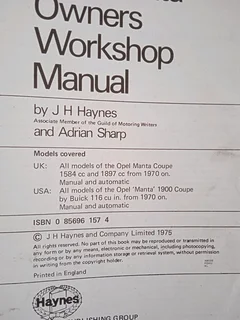 Owners
Workshop
Manual
by J H Haynes
Associate Member of the Guild of Motoring Writers
and Adrian Sharp
Models covered
UK: All models of the Opel Manta Coupe
1584 cc and 1897 cc from 1970 on.
Manual and automatic
USA: All models of the Opel 'Manta' 1900 Coupe
by Buick 116 cu in. from 1970 on.
Manual and automatic
ISBN 0 85696 157 4
© J H Haynes and Company Limited 1975
All rights reserved. No part of this book may be reproduced or transmitted in
any form or by any means, electronic or mechanical, including photocopying,
recording or by any information storage or retrieval system, without permission
in writing from the copyright holder.
Printed in England
Haynes
PUBLISHING GROUP